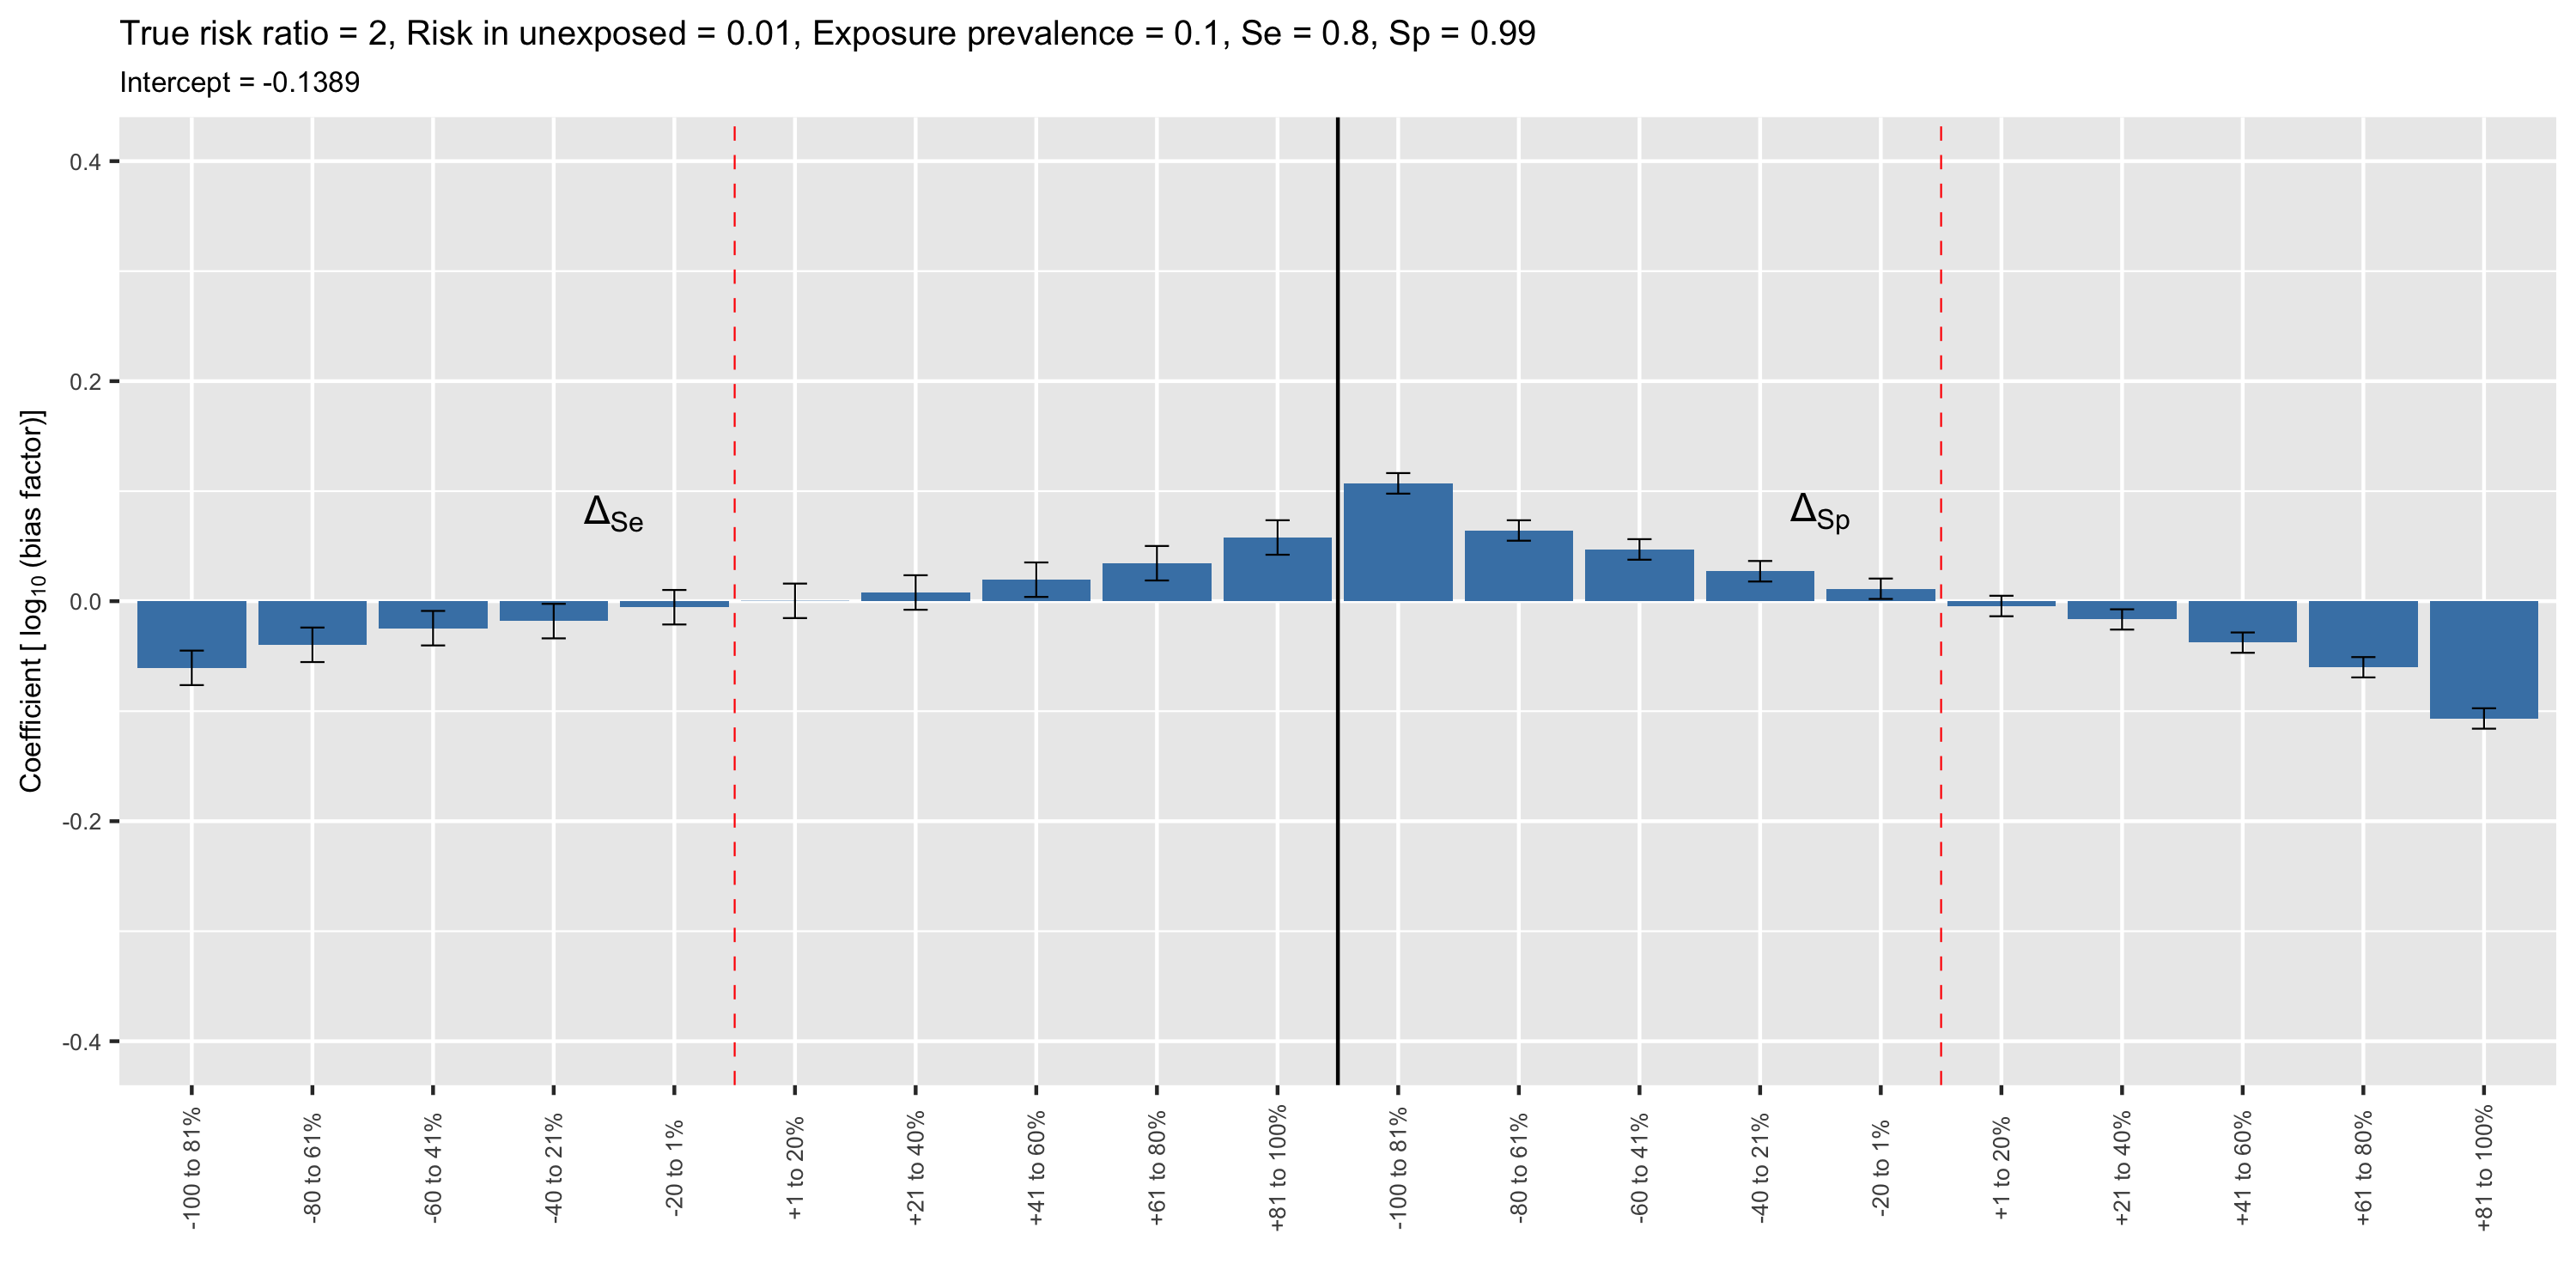 True risk ratio = 2, Risk in unexposed = 0.01, Exposure prevalence = 0.1, Se = 0.8, Sp = 0.99
Intercept = -0.1389
Coefficient [ log10 (bias factor)]
0.4
0.2
0.0
-0.2
-0.4
ΔSe
ΔSp
-100 to 81%
-80 to 61%
-60 to 41%
-40 to 21%
-20 to 1%
+1 to 20%
+21 to 40%
+41 to 60%
+61 to 80%
+81 to 100%
-100 to 81%
-80 to 61%
-60 to 41%
-40 to 21%
-20 to 1%
+1 to 20%
+21 to 40%
+41 to 60%
+61 to 80%
+81 to 100%